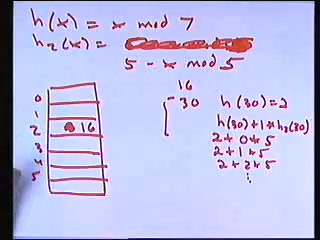 h(x) = x mod 7
h₂(x) =
5 - x mod 5
16
30
h(30)=2
h(30)+1*h₂(30)
2+0*5
2+1*5
2+2*5
⋮
0
1
2 16
3
4
5